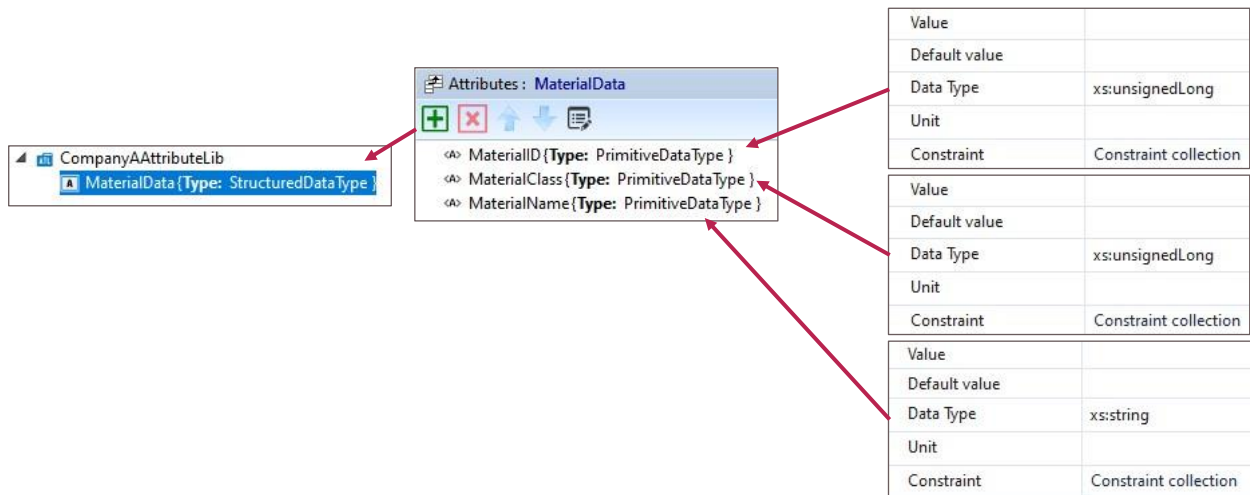 CompanyAAttributeLib
MaterialData{Type: StructuredDataType }
Attributes : MaterialData
MaterialID{Type: PrimitiveDataType }
MaterialClass{Type: PrimitiveDataType }
MaterialName{Type: PrimitiveDataType }
Value
Default value
Data Type xs:unsignedLong
Unit
Constraint Constraint collection
Value
Default value
Data Type xs:unsignedLong
Unit
Constraint Constraint collection
Value
Default value
Data Type xs:string
Unit
Constraint Constraint collection